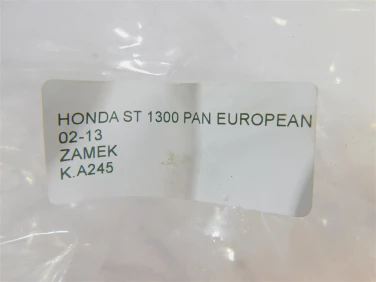 HONDA ST 1300 PAN EUROPEAN
02-13
ZAMEK
K.A245